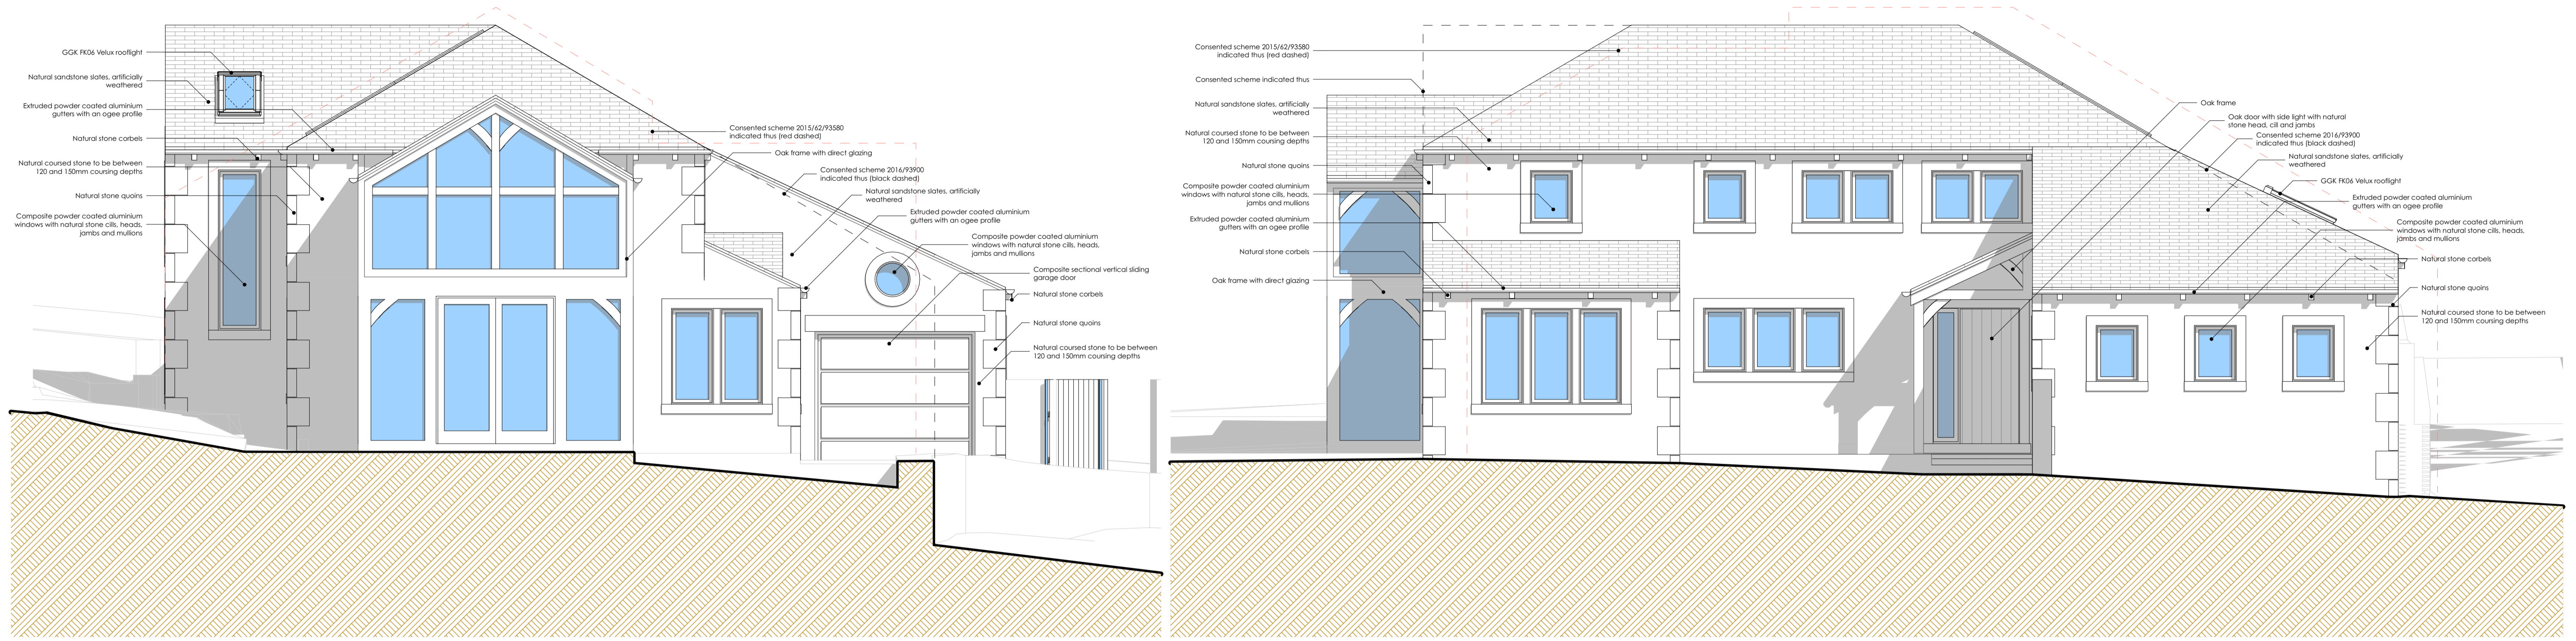 GGK FK06 Velux rooflight
Natural sandstone slates, artificially
weathered
Extruded powder coated aluminium
gutters with an ogee profile
Natural stone corbels
Natural coursed stone to be between
120 and 150mm coursing depths
Natural stone quoins
Composite powder coated aluminium
windows with natural stone cills, heads,
jambs and mullions
Consented scheme 2015/62/93580
indicated thus (red dashed)
Oak frame with direct glazing
Consented scheme 2016/93900
indicated thus (black dashed)
Natural sandstone slates, artificially
weathered
Extruded powder coated aluminium
gutters with an ogee profile
Composite powder coated aluminium
windows with natural stone cills, heads,
jambs and mullions
Composite sectional vertical sliding
garage door
Natural stone corbels
Natural stone quoins
Natural coursed stone to be between
120 and 150mm coursing depths
Consented scheme 2015/62/93580
indicated thus (red dashed)
Consented scheme indicated thus
Natural sandstone slates, artificially
weathered
Natural coursed stone to be between
120 and 150mm coursing depths
Natural stone quoins
Composite powder coated aluminium
windows with natural stone cills, heads,
jambs and mullions
Extruded powder coated aluminium
gutters with an ogee profile
Natural stone corbels
Oak frame with direct glazing
Oak frame
Oak door with side light with natural
stone head, cill and jambs
Consented scheme 2016/93900
indicated thus (black dashed)
Natural sandstone slates, artificially
weathered
GGK FK06 Velux rooflight
Extruded powder coated aluminium
gutters with an ogee profile
Composite powder coated aluminium
windows with natural stone cills, heads,
jambs and mullions
Natural stone corbels
Natural stone quoins
Natural coursed stone to be between
120 and 150mm coursing depths